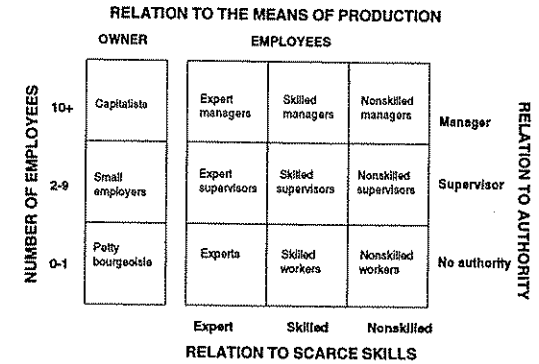 RELATION TO THE MEANS OF PRODUCTION
OWNER EMPLOYEES
NUMBER OF EMPLOYEES
10+
Capitalists
Expert
managers
Skilled
managers
Nonskilled
managers
Manager
2-9
Small
employers
Expert
supervisors
Skilled
supervisors
Nonskilled
supervisors
Supervisor
0-1
Petty
bourgeoisie
Experts
Skilled
workers
Nonskilled
workers
No authority
RELATION TO AUTHORITY
Expert Skilled Nonskilled
RELATION TO SCARCE SKILLS